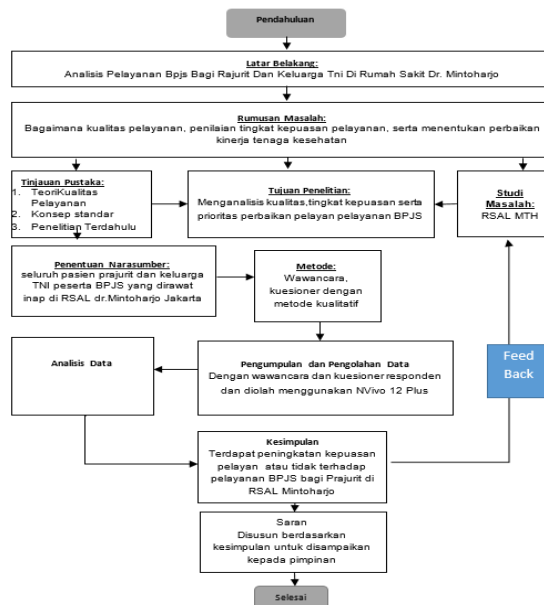 Pendahuluan
Latar Belakang:
Analisis Pelayanan Bpjs Bagi Rajurit Dan Keluarga Tni Di Rumah Sakit Dr. Mintoharjo
Rumusan Masalah:
Bagaimana kualitas pelayanan, penilaian tingkat kepuasan pelayanan, serta menentukan perbaikan
kinerja tenaga kesehatan
Tinjauan Pustaka:
1. TeoriKualitas
Pelayanan
2. Konsep standar
3. Penelitian Terdahulu
Tujuan Penelitian:
Menganalisis kualitas,tingkat kepuasan serta
prioritas perbaikan pelayan pelayanan BPJS
Studi
Masalah:
RSAL MTH
Penentuan Narasumber:
seluruh pasien prajurit dan keluarga
TNI peserta BPJS yang dirawat
inap di RSAL dr.Mintoharjo Jakarta
Metode:
Wawancara,
kuesioner dengan
metode kualitatif
Analisis Data
Pengumpulan dan Pengolahan Data
Dengan wawancara dan kuesioner responden
dan diolah menggunakan NVivo 12 Plus
Feed
Back
Kesimpulan
Terdapat peningkatan kepuasan
pelayan atau tidak terhadap
pelayanan BPJS bagi Prajurit di
RSAL Mintoharjo
Saran
Disusun berdasarkan
kesimpulan untuk disampaikan
kepada pimpinan
Selesai